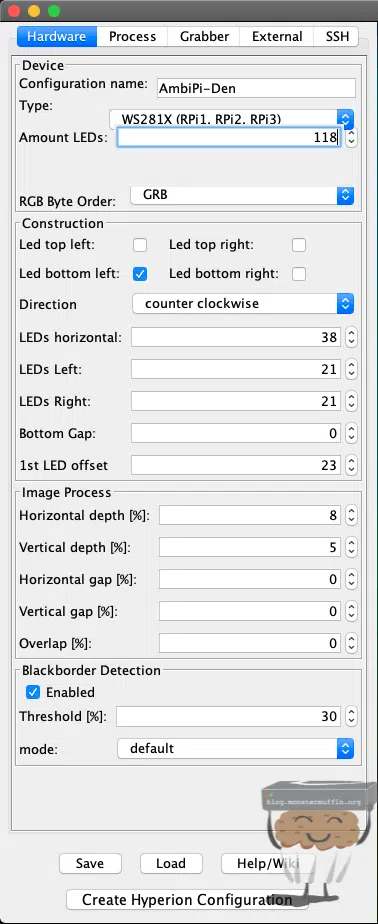 Hardware Process Grabber External SSH
Device
Configuration name: AmbiPi-Den
Type: WS281X (RPi1, RPi2, RPi3)
Amount LEDs: 118
RGB Byte Order: GRB
Construction
Led top left: Led top right:
Led bottom left: Led bottom right:
Direction counter clockwise
LEDs horizontal: 38
LEDs Left: 21
LEDs Right: 21
Bottom Gap: 0
1st LED offset 23
Image Process
Horizontal depth [%]: 8
Vertical depth [%]: 5
Horizontal gap [%]: 0
Vertical gap [%]: 0
Overlap [%]: 0
Blackborder Detection
Enabled
Threshold [%]: 30
mode: default
blog.monstermuffin.org
Save Load Help/Wiki
Create Hyperion Configuration